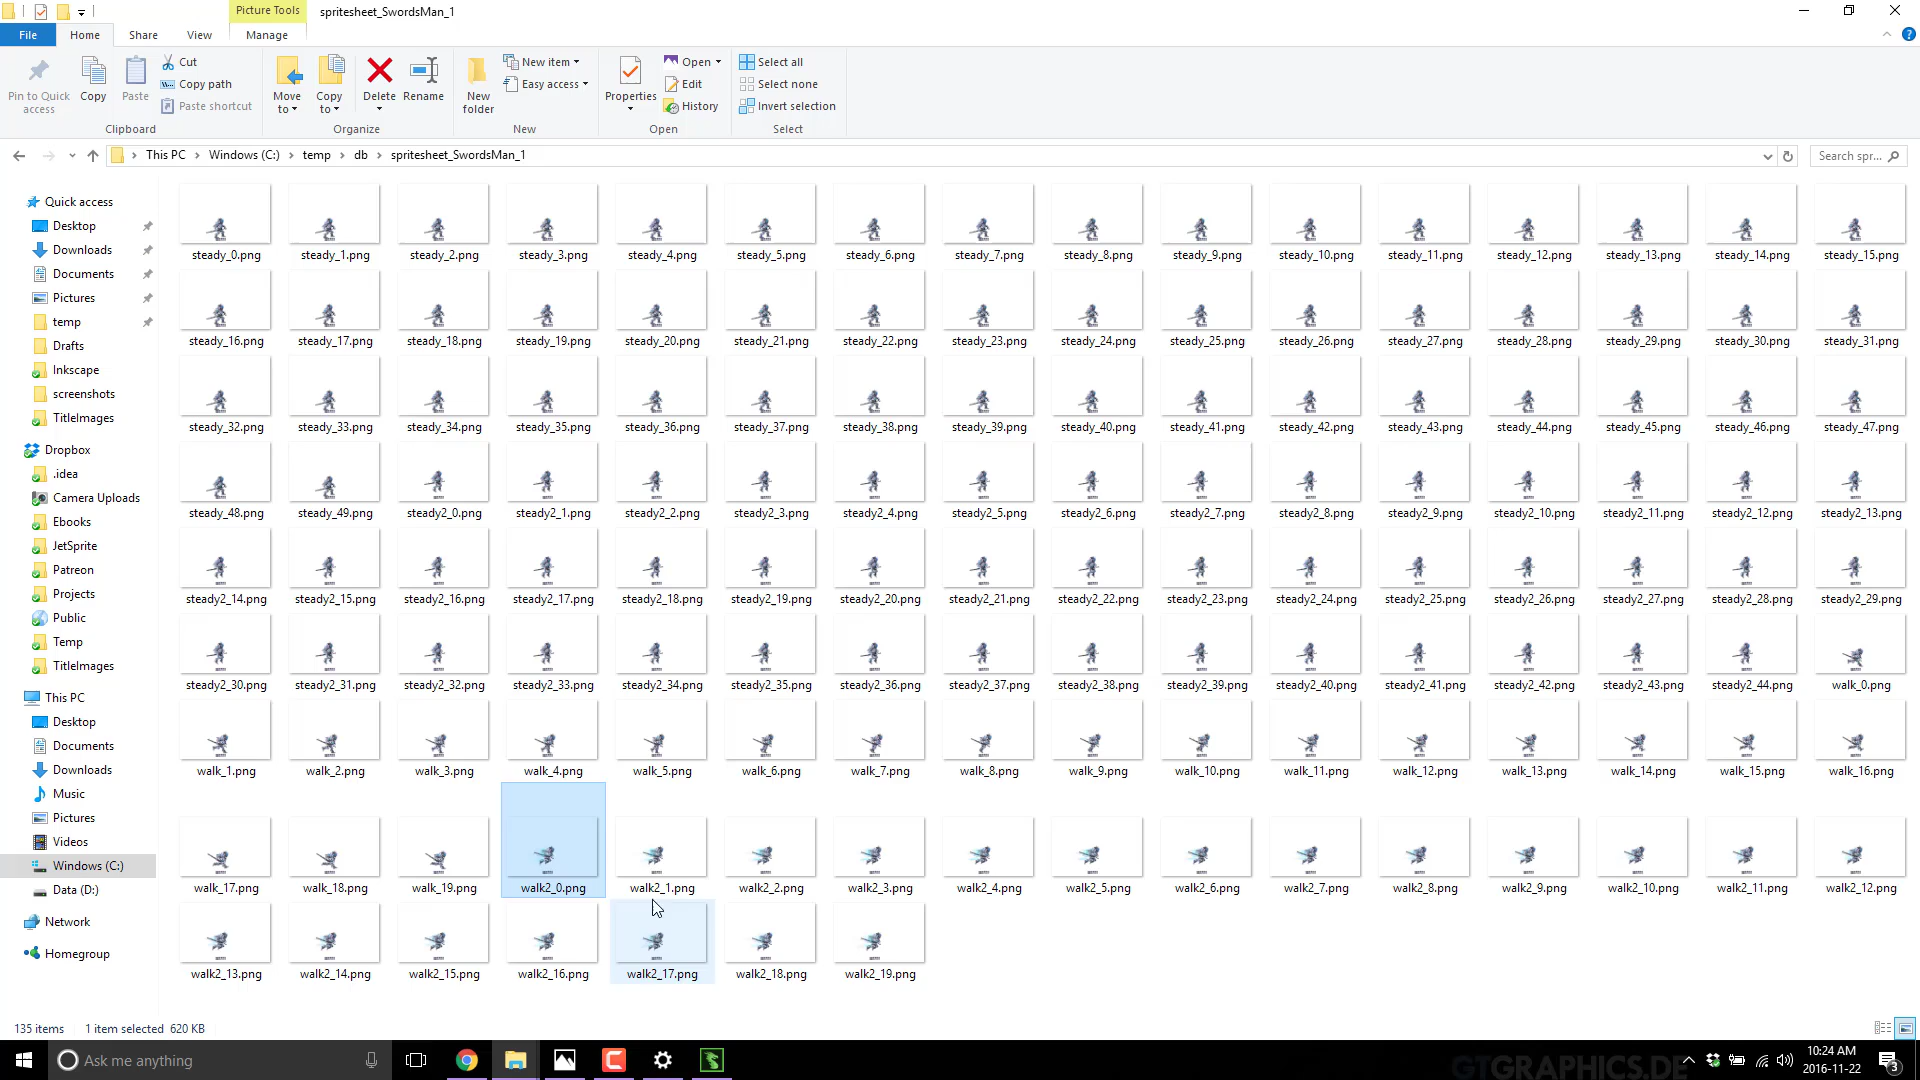 Picture Tools spritesheet_SwordsMan_1
File Home Share View Manage
Pin to Quick access
Copy
Paste
Cut
Copy path
Paste shortcut
Clipboard
Move to
Copy to
Delete
Rename
Organize
New folder
New item
Easy access
New
Properties
Open
Edit
History
Open
Select all
Select none
Invert selection
Select
This PC Windows (C:) temp db spritesheet_SwordsMan_1
Search spr...
Quick access
Desktop
Downloads
Documents
Pictures
temp
Drafts
Inkscape
screenshots
TitleImages
Dropbox
.idea
Camera Uploads
Ebooks
JetSprite
Patreon
Projects
Public
Temp
TitleImages
This PC
Desktop
Documents
Downloads
Music
Pictures
Videos
Windows (C:)
Data (D:)
Network
Homegroup
steady_0.png steady_1.png steady_2.png steady_3.png steady_4.png steady_5.png steady_6.png steady_7.png steady_8.png steady_9.png steady_10.png steady_11.png steady_12.png steady_13.png steady_14.png steady_15.png
steady_16.png steady_17.png steady_18.png steady_19.png steady_20.png steady_21.png steady_22.png steady_23.png steady_24.png steady_25.png steady_26.png steady_27.png steady_28.png steady_29.png steady_30.png steady_31.png
steady_32.png steady_33.png steady_34.png steady_35.png steady_36.png steady_37.png steady_38.png steady_39.png steady_40.png steady_41.png steady_42.png steady_43.png steady_44.png steady_45.png steady_46.png steady_47.png
steady_48.png steady_49.png steady2_0.png steady2_1.png steady2_2.png steady2_3.png steady2_4.png steady2_5.png steady2_6.png steady2_7.png steady2_8.png steady2_9.png steady2_10.png steady2_11.png steady2_12.png steady2_13.png
steady2_14.png steady2_15.png steady2_16.png steady2_17.png steady2_18.png steady2_19.png steady2_20.png steady2_21.png steady2_22.png steady2_23.png steady2_24.png steady2_25.png steady2_26.png steady2_27.png steady2_28.png steady2_29.png
steady2_30.png steady2_31.png steady2_32.png steady2_33.png steady2_34.png steady2_35.png steady2_36.png steady2_37.png steady2_38.png steady2_39.png steady2_40.png steady2_41.png steady2_42.png steady2_43.png steady2_44.png walk_0.png
walk_1.png walk_2.png walk_3.png walk_4.png walk_5.png walk_6.png walk_7.png walk_8.png walk_9.png walk_10.png walk_11.png walk_12.png walk_13.png walk_14.png walk_15.png walk_16.png
walk_17.png walk_18.png walk_19.png walk2_0.png walk2_1.png walk2_2.png walk2_3.png walk2_4.png walk2_5.png walk2_6.png walk2_7.png walk2_8.png walk2_9.png walk2_10.png walk2_11.png walk2_12.png
walk2_13.png walk2_14.png walk2_15.png walk2_16.png walk2_17.png walk2_18.png walk2_19.png
135 items 1 item selected 620 KB
Ask me anything
GTGRAPHICS.DE
10:24 AM
2016-11-22
3